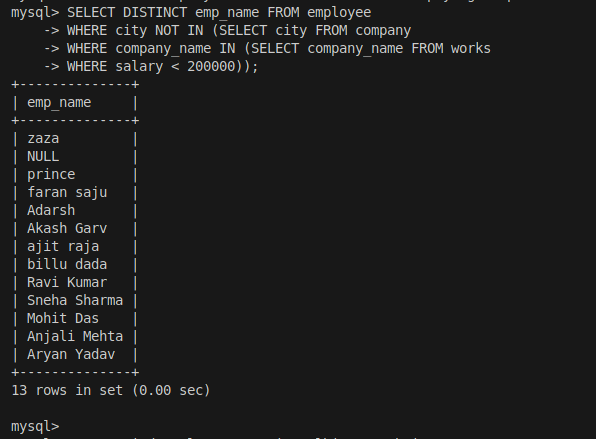 mysql> SELECT DISTINCT emp_name FROM employee
    -> WHERE city NOT IN (SELECT city FROM company
    -> WHERE company_name IN (SELECT company_name FROM works
    -> WHERE salary < 200000));
+--------------+
| emp_name     |
+--------------+
| zaza         |
| NULL         |
| prince       |
| faran saju   |
| Adarsh       |
| Akash Garv   |
| ajit raja    |
| billu dada   |
| Ravi Kumar   |
| Sneha Sharma |
| Mohit Das    |
| Anjali Mehta |
| Aryan Yadav  |
+--------------+
13 rows in set (0.00 sec)

mysql>